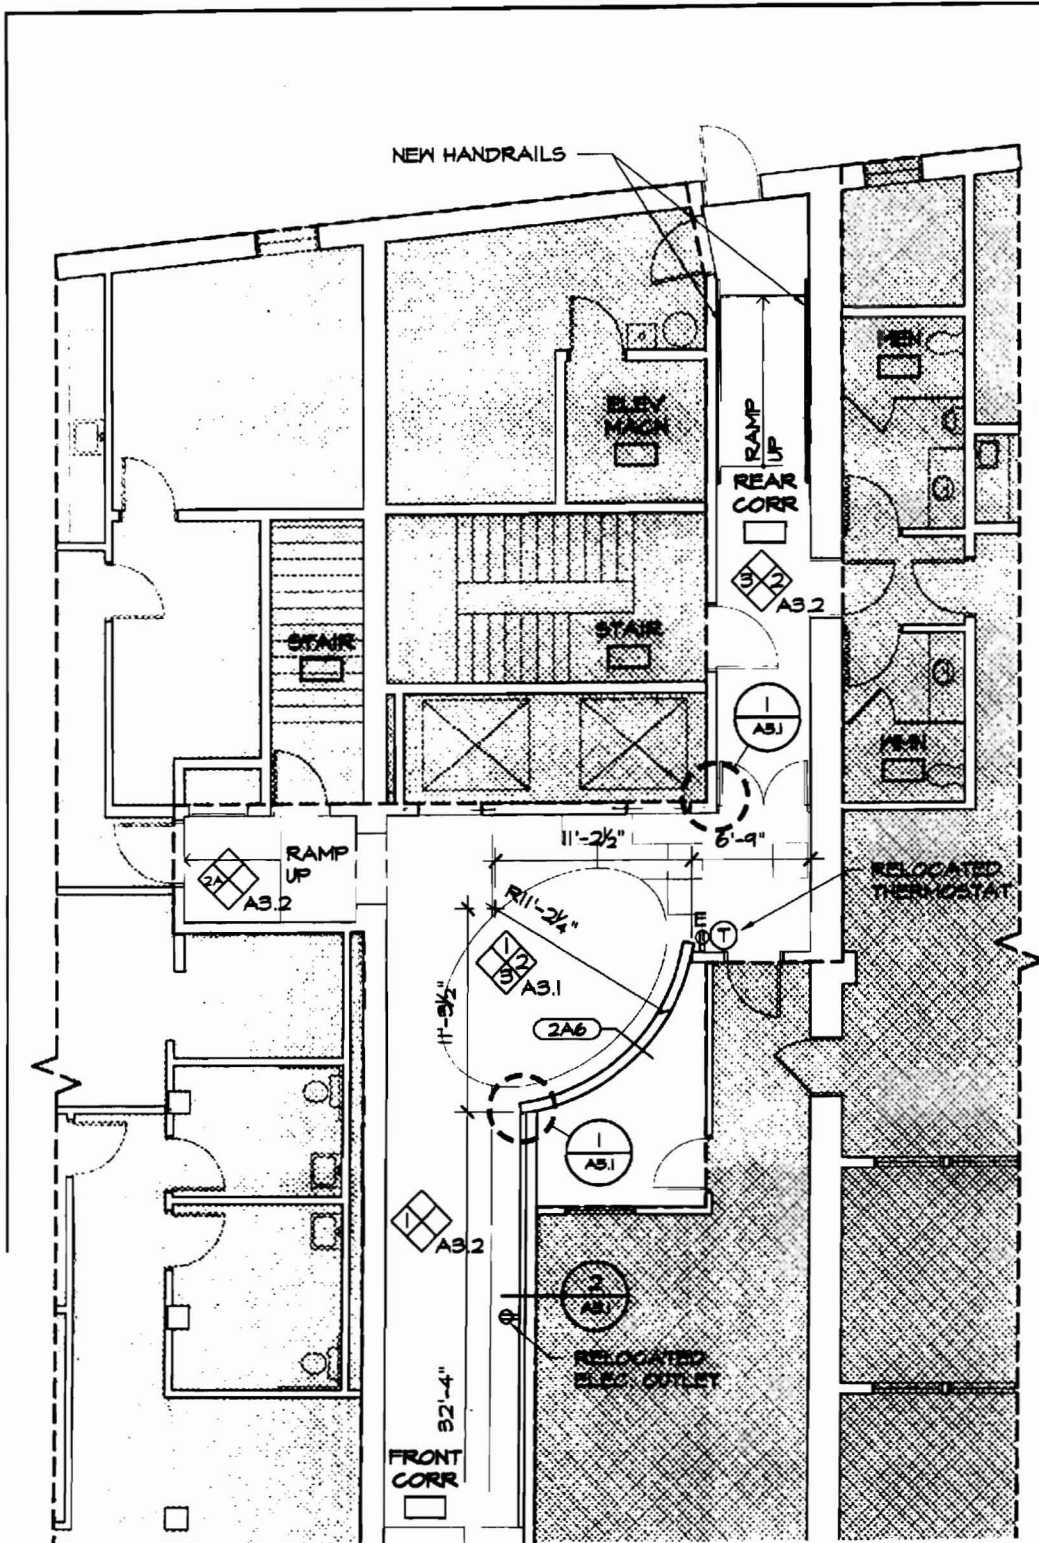 NEW HANDRAILS
MEN
ELEV
MACH
RAMP
UP
REAR
CORR
3 2
A3.2
STAIR
STAIR
1
A5.1
WMN
11'-2½"
6'-9"
RAMP
UP
2A
A3.2
RELOCATED
THERMOSTAT
R11'-2¼"
E
T
1
2
3
A3.1
11'-3½"
2A6
1
A5.1
1
A3.2
2
A5.1
RELOCATED
ELEC. OUTLET
32'-4"
FRONT
CORR